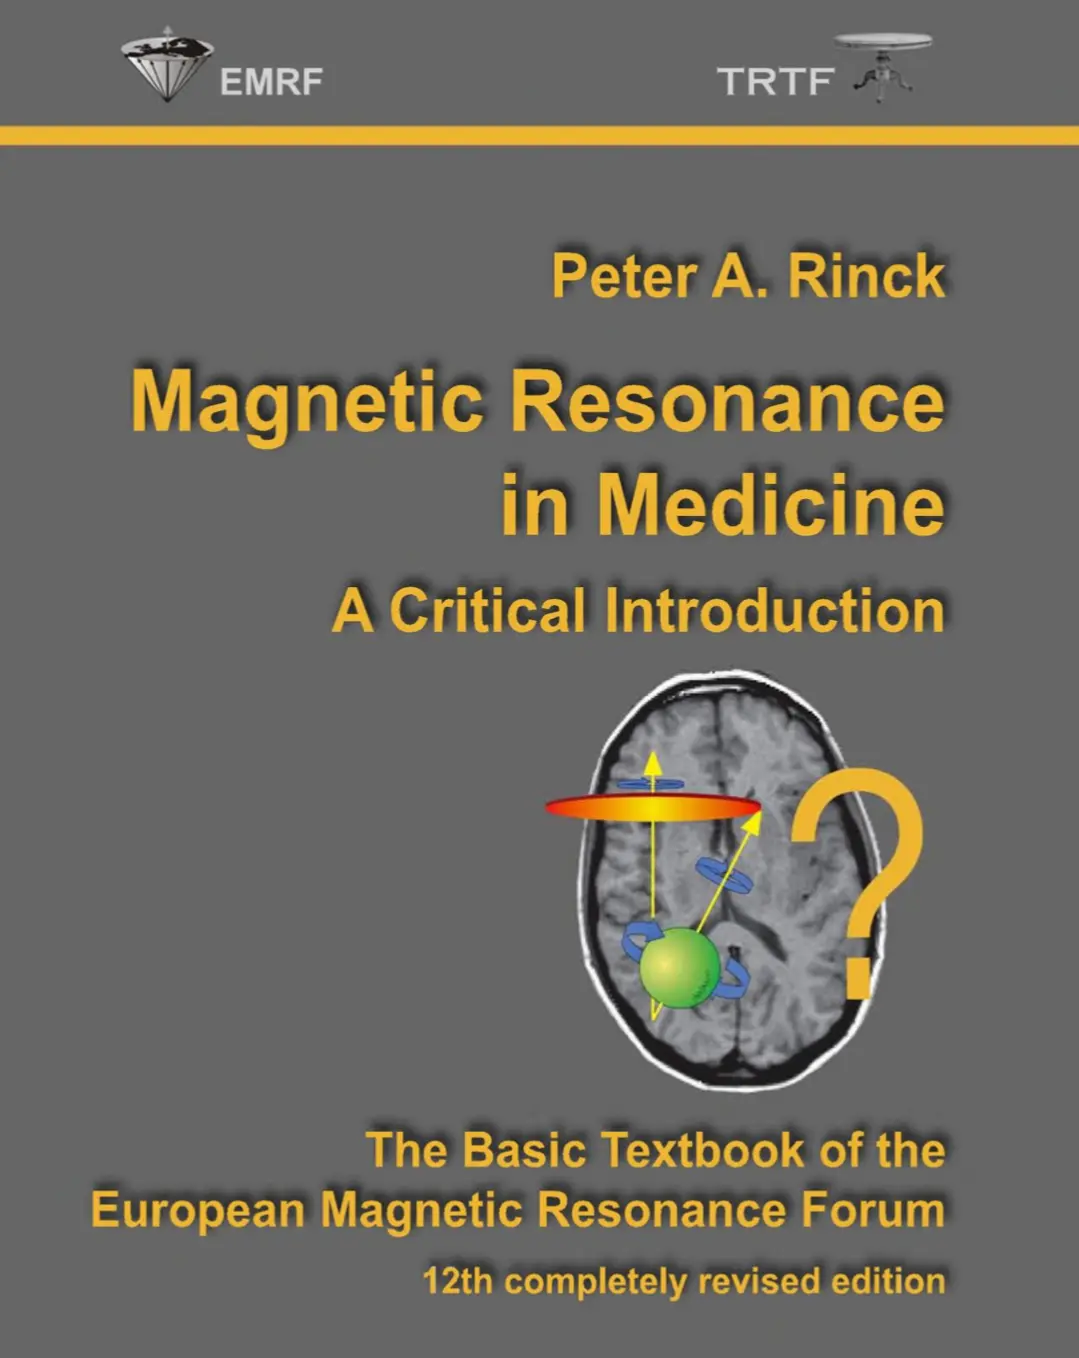 EMRF
TRTF
Peter A. Rinck
Magnetic Resonance
in Medicine
A Critical Introduction
?
The Basic Textbook of the
European Magnetic Resonance Forum
12th completely revised edition